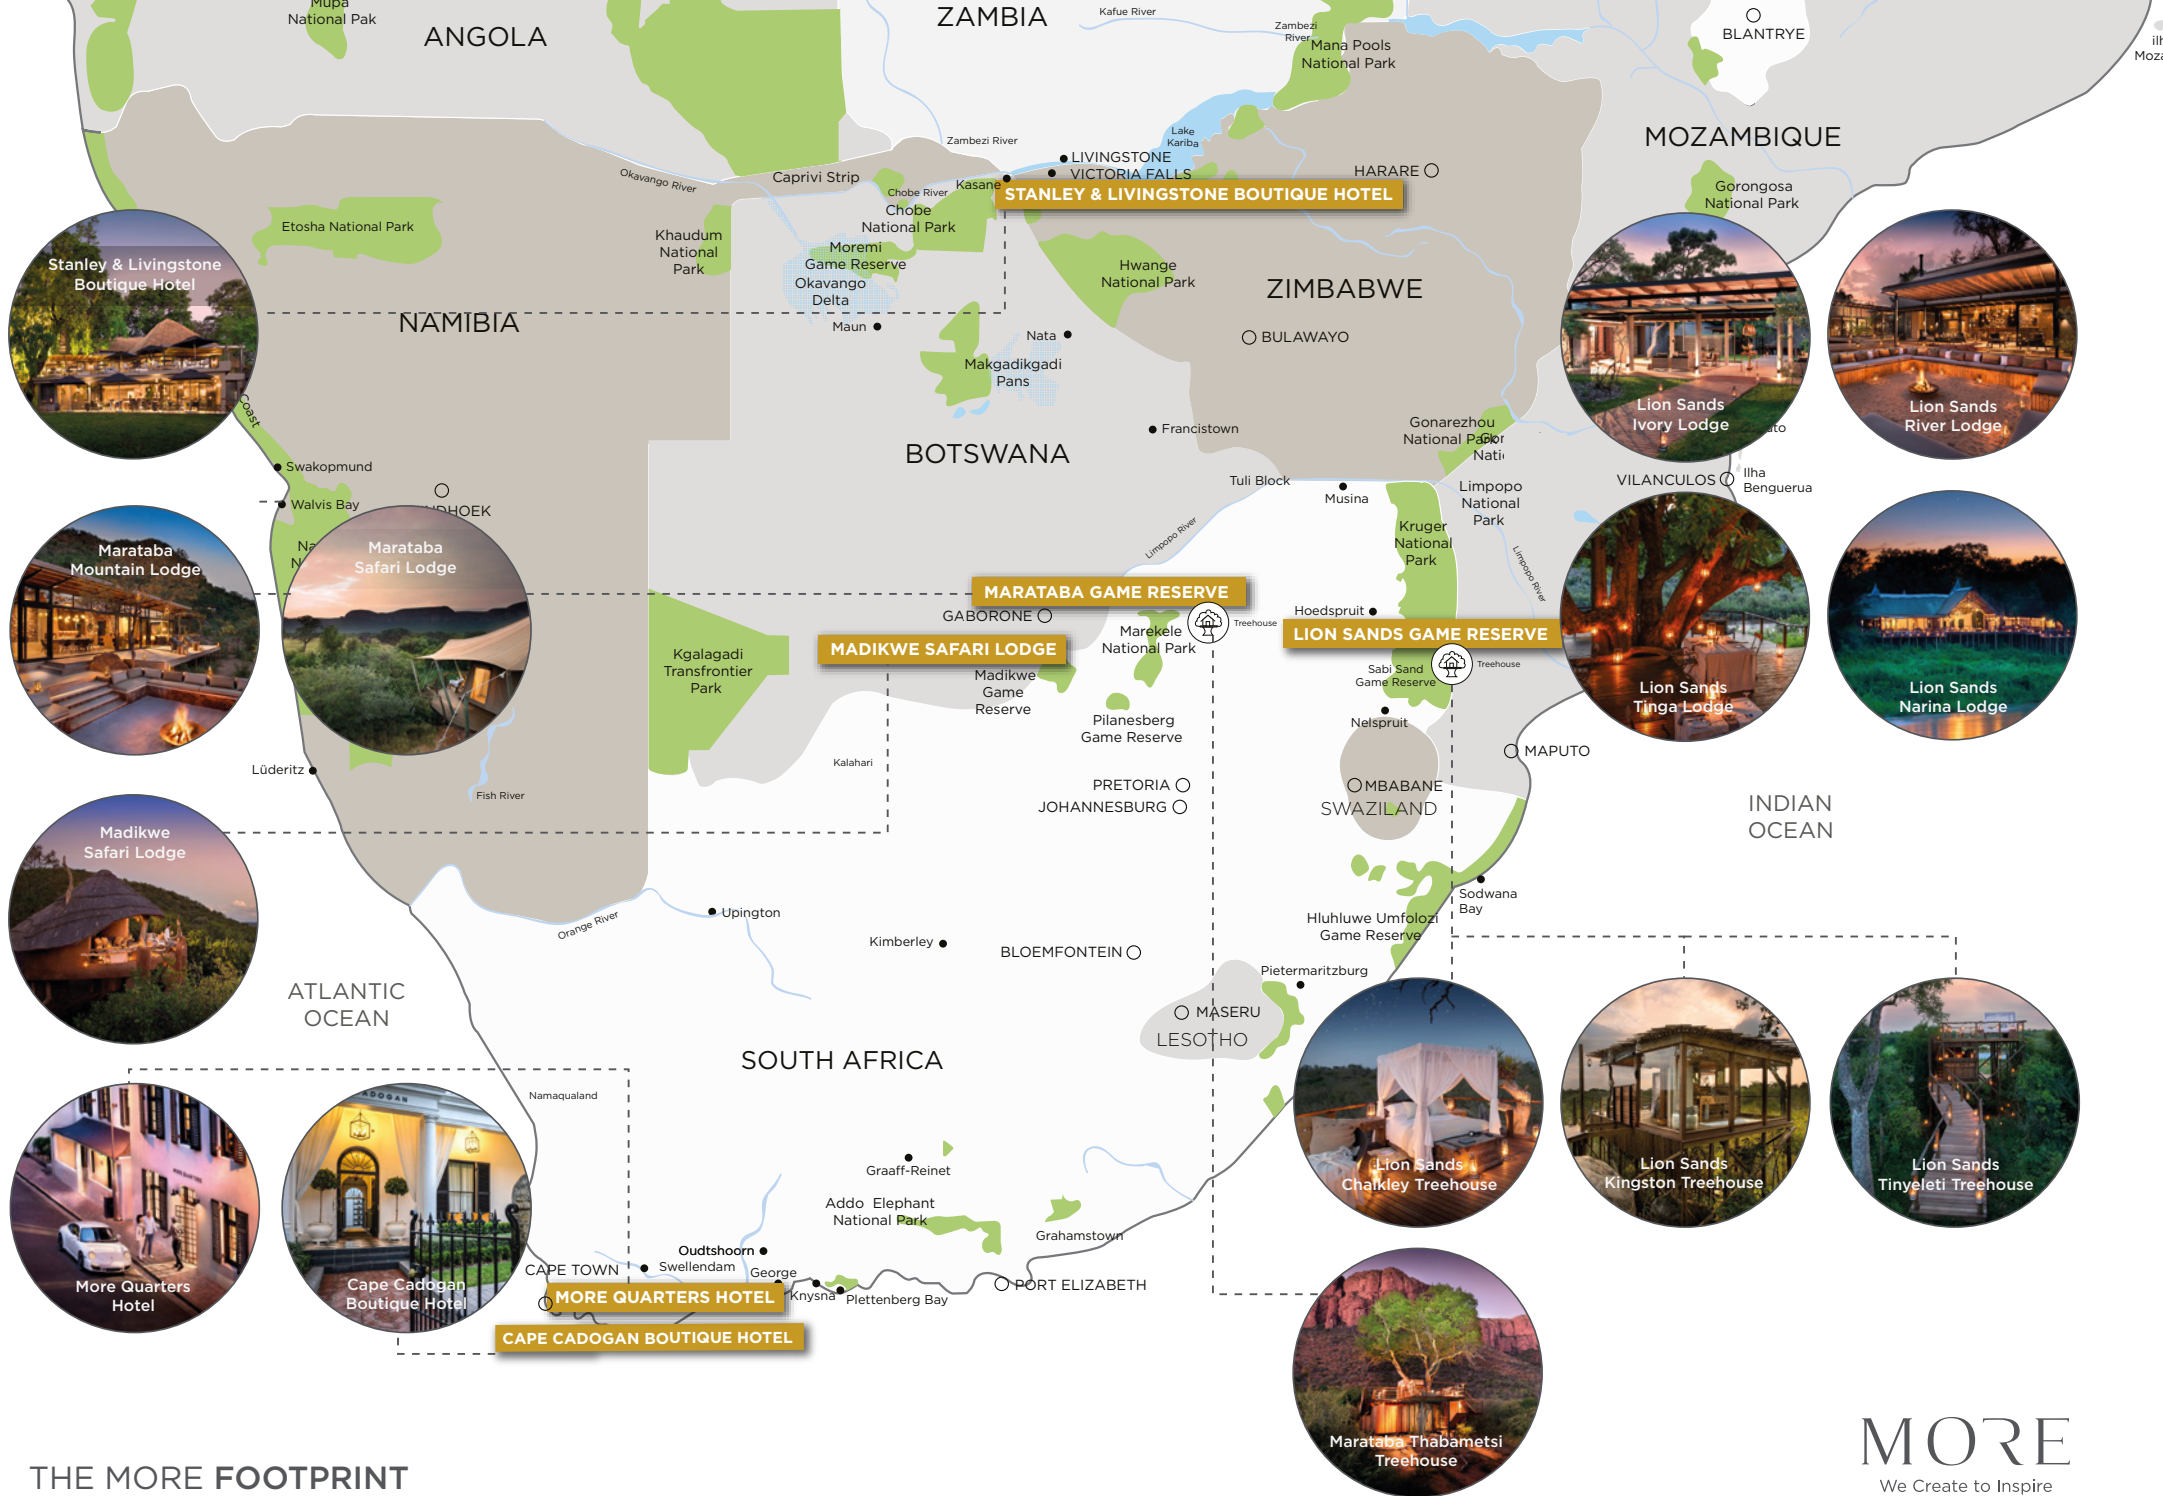 Mupa
National Pak
ANGOLA
ZAMBIA
Kafue River
Zambezi
River
Mana Pools
National Park
BLANTRYE
MOZAMBIQUE
Zambezi River
Lake
Kariba
LIVINGSTONE
VICTORIA FALLS
HARARE
Okavango River
Caprivi Strip
Chobe River
Kasane
STANLEY & LIVINGSTONE BOUTIQUE HOTEL
Gorongosa
National Park
Etosha National Park
Khaudum
National
Park
Chobe
National Park
Moremi
Game Reserve
Okavango
Delta
Maun
Hwange
National Park
ZIMBABWE
Stanley & Livingstone
Boutique Hotel
NAMIBIA
Nata
BULAWAYO
Makgadikgadi
Pans
Coast
Francistown
BOTSWANA
Gonarezhou
National Park
Lion Sands
Ivory Lodge
Lion Sands
River Lodge
Swakopmund
Walvis Bay
Tuli Block
Musina
Limpopo
National
Park
VILANCULOS
Ilha
Benguerua
Kruger
National
Park
Limpopo River
Limpopo River
Marataba
Mountain Lodge
Marataba
Safari Lodge
MARATABA GAME RESERVE
GABORONE
Treehouse
Hoedspruit
LION SANDS GAME RESERVE
MADIKWE SAFARI LODGE
Marekele
National Park
Kgalagadi
Transfrontier
Park
Madikwe
Game
Reserve
Sabi Sand
Game Reserve
Treehouse
Lion Sands
Tinga Lodge
Lion Sands
Narina Lodge
Pilanesberg
Game Reserve
Nelspruit
Lüderitz
Fish River
Kalahari
MAPUTO
PRETORIA
JOHANNESBURG
MBABANE
SWAZILAND
INDIAN
OCEAN
Madikwe
Safari Lodge
Orange River
Upington
Kimberley
BLOEMFONTEIN
Sodwana
Bay
Hluhluwe Umfolozi
Game Reserve
Pietermaritzburg
ATLANTIC
OCEAN
MASERU
LESOTHO
SOUTH AFRICA
Namaqualand
Graaff-Reinet
Addo Elephant
National Park
Grahamstown
Lion Sands
Chalkley Treehouse
Lion Sands
Kingston Treehouse
Lion Sands
Tinyeleti Treehouse
Oudtshoorn
CAPE TOWN
Swellendam
George
Knysna
Plettenberg Bay
PORT ELIZABETH
More Quarters
Hotel
Cape Cadogan
Boutique Hotel
MORE QUARTERS HOTEL
CAPE CADOGAN BOUTIQUE HOTEL
Marataba Thabametsi
Treehouse
THE MORE FOOTPRINT
MORE
We Create to Inspire